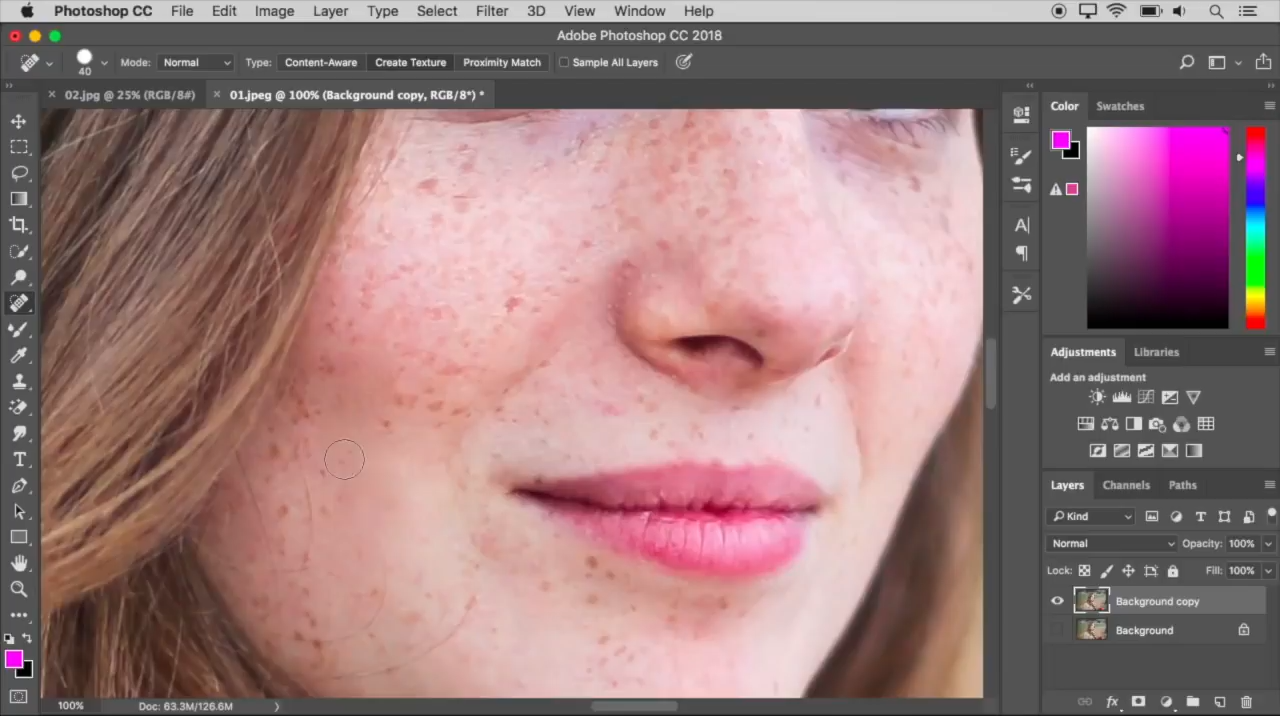 Photoshop CC File Edit Image Layer Type Select Filter 3D View Window Help
Adobe Photoshop CC 2018
40 Mode: Normal Type: Content-Aware Create Texture Proximity Match Sample All Layers
02.jpg @ 25% (RGB/8#) 01.jpeg @ 100% (Background copy, RGB/8*) *
Color Swatches
Adjustments Libraries
Add an adjustment
Layers Channels Paths
Kind
Normal Opacity: 100%
Lock: Fill: 100%
Background copy
Background
fx
100% Doc: 63.3M/126.6M